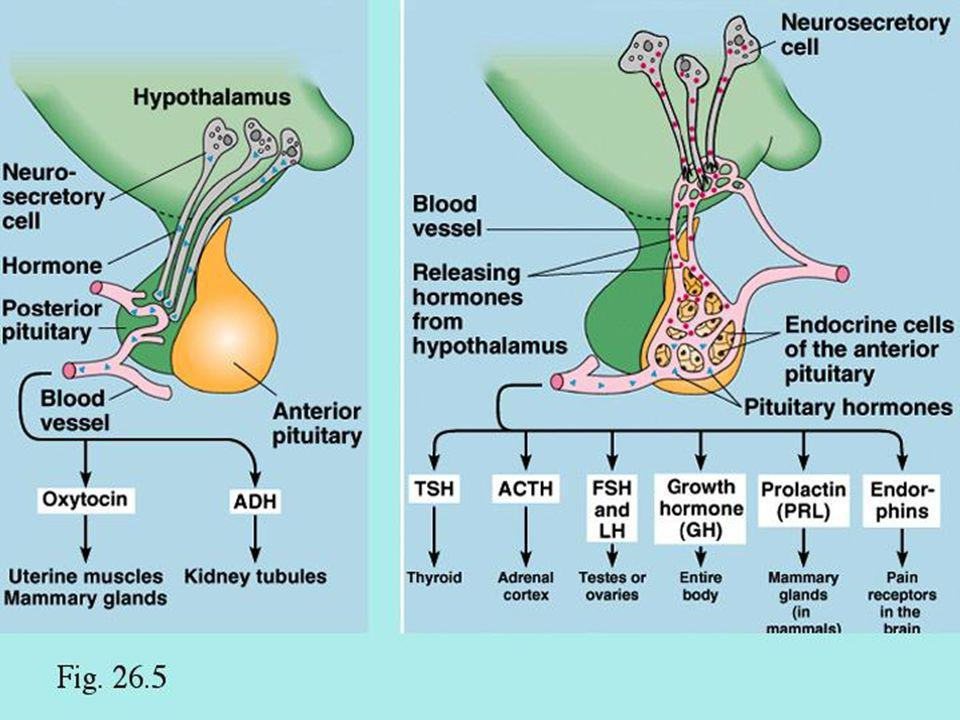 Hypothalamus
Neuro-
secretory
cell
Hormone
Posterior
pituitary
Blood
vessel
Anterior
pituitary
Oxytocin
ADH
Uterine muscles
Mammary glands
Kidney tubules
Neurosecretory
cell
Blood
vessel
Releasing
hormones
from
hypothalamus
Endocrine cells
of the anterior
pituitary
Pituitary hormones
TSH
ACTH
FSH
and
LH
Growth
hormone
(GH)
Prolactin
(PRL)
Endor-
phins
Thyroid
Adrenal
cortex
Testes or
ovaries
Entire
body
Mammary
glands
(in
mammals)
Pain
receptors
in the
brain
Fig. 26.5